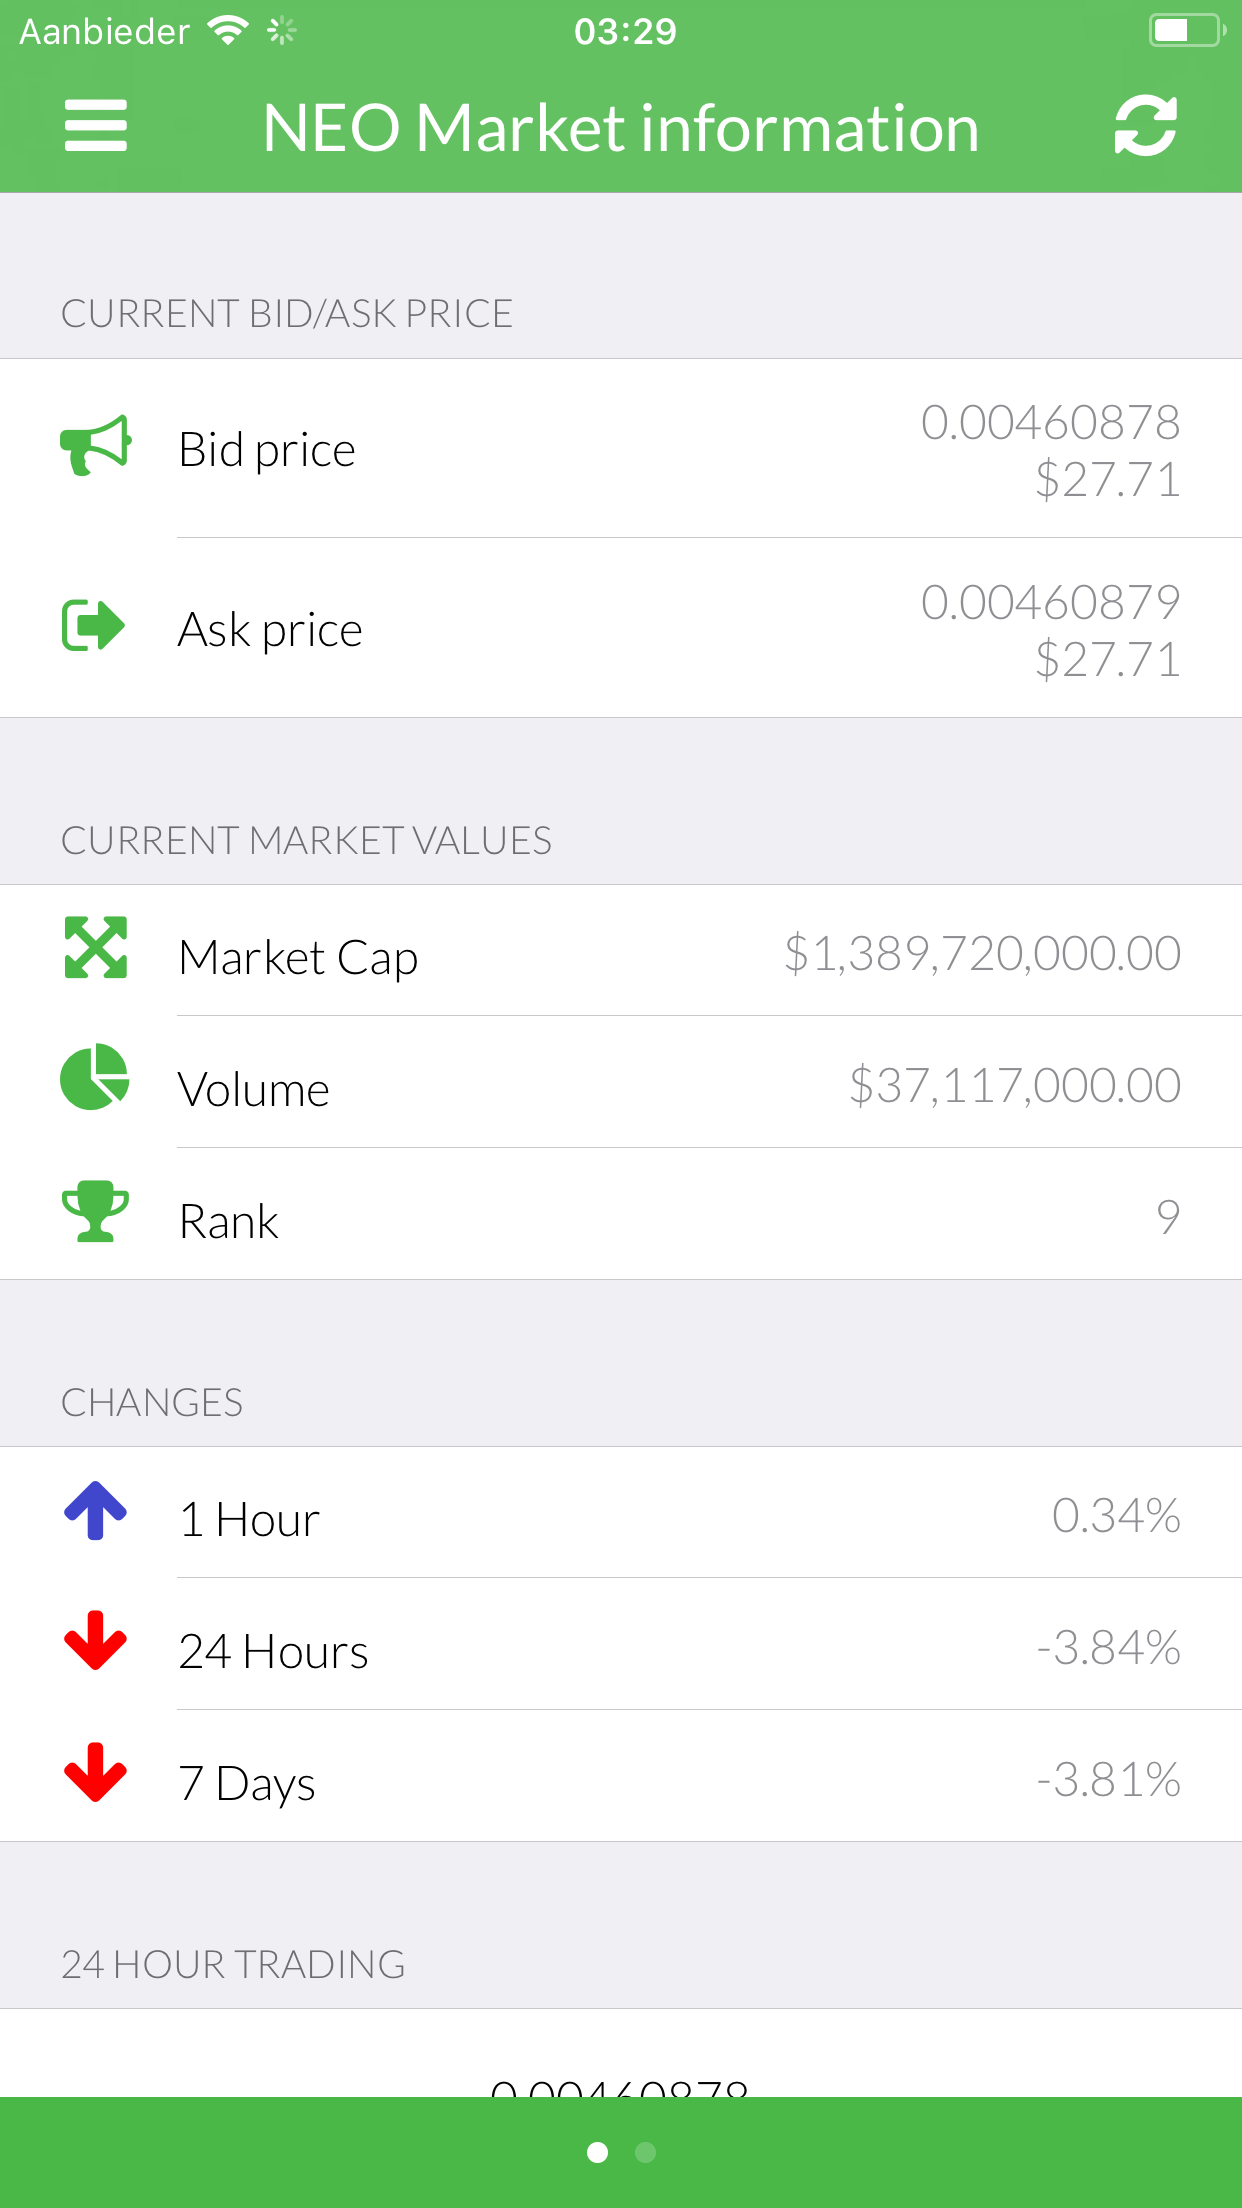 Aanbieder 03:29
NEO Market information
CURRENT BID/ASK PRICE
Bid price
0.00460878
$27.71
Ask price
0.00460879
$27.71
CURRENT MARKET VALUES
Market Cap $1,389,720,000.00
Volume $37,117,000.00
Rank 9
CHANGES
1 Hour 0.34%
24 Hours -3.84%
7 Days -3.81%
24 HOUR TRADING
0.00460878